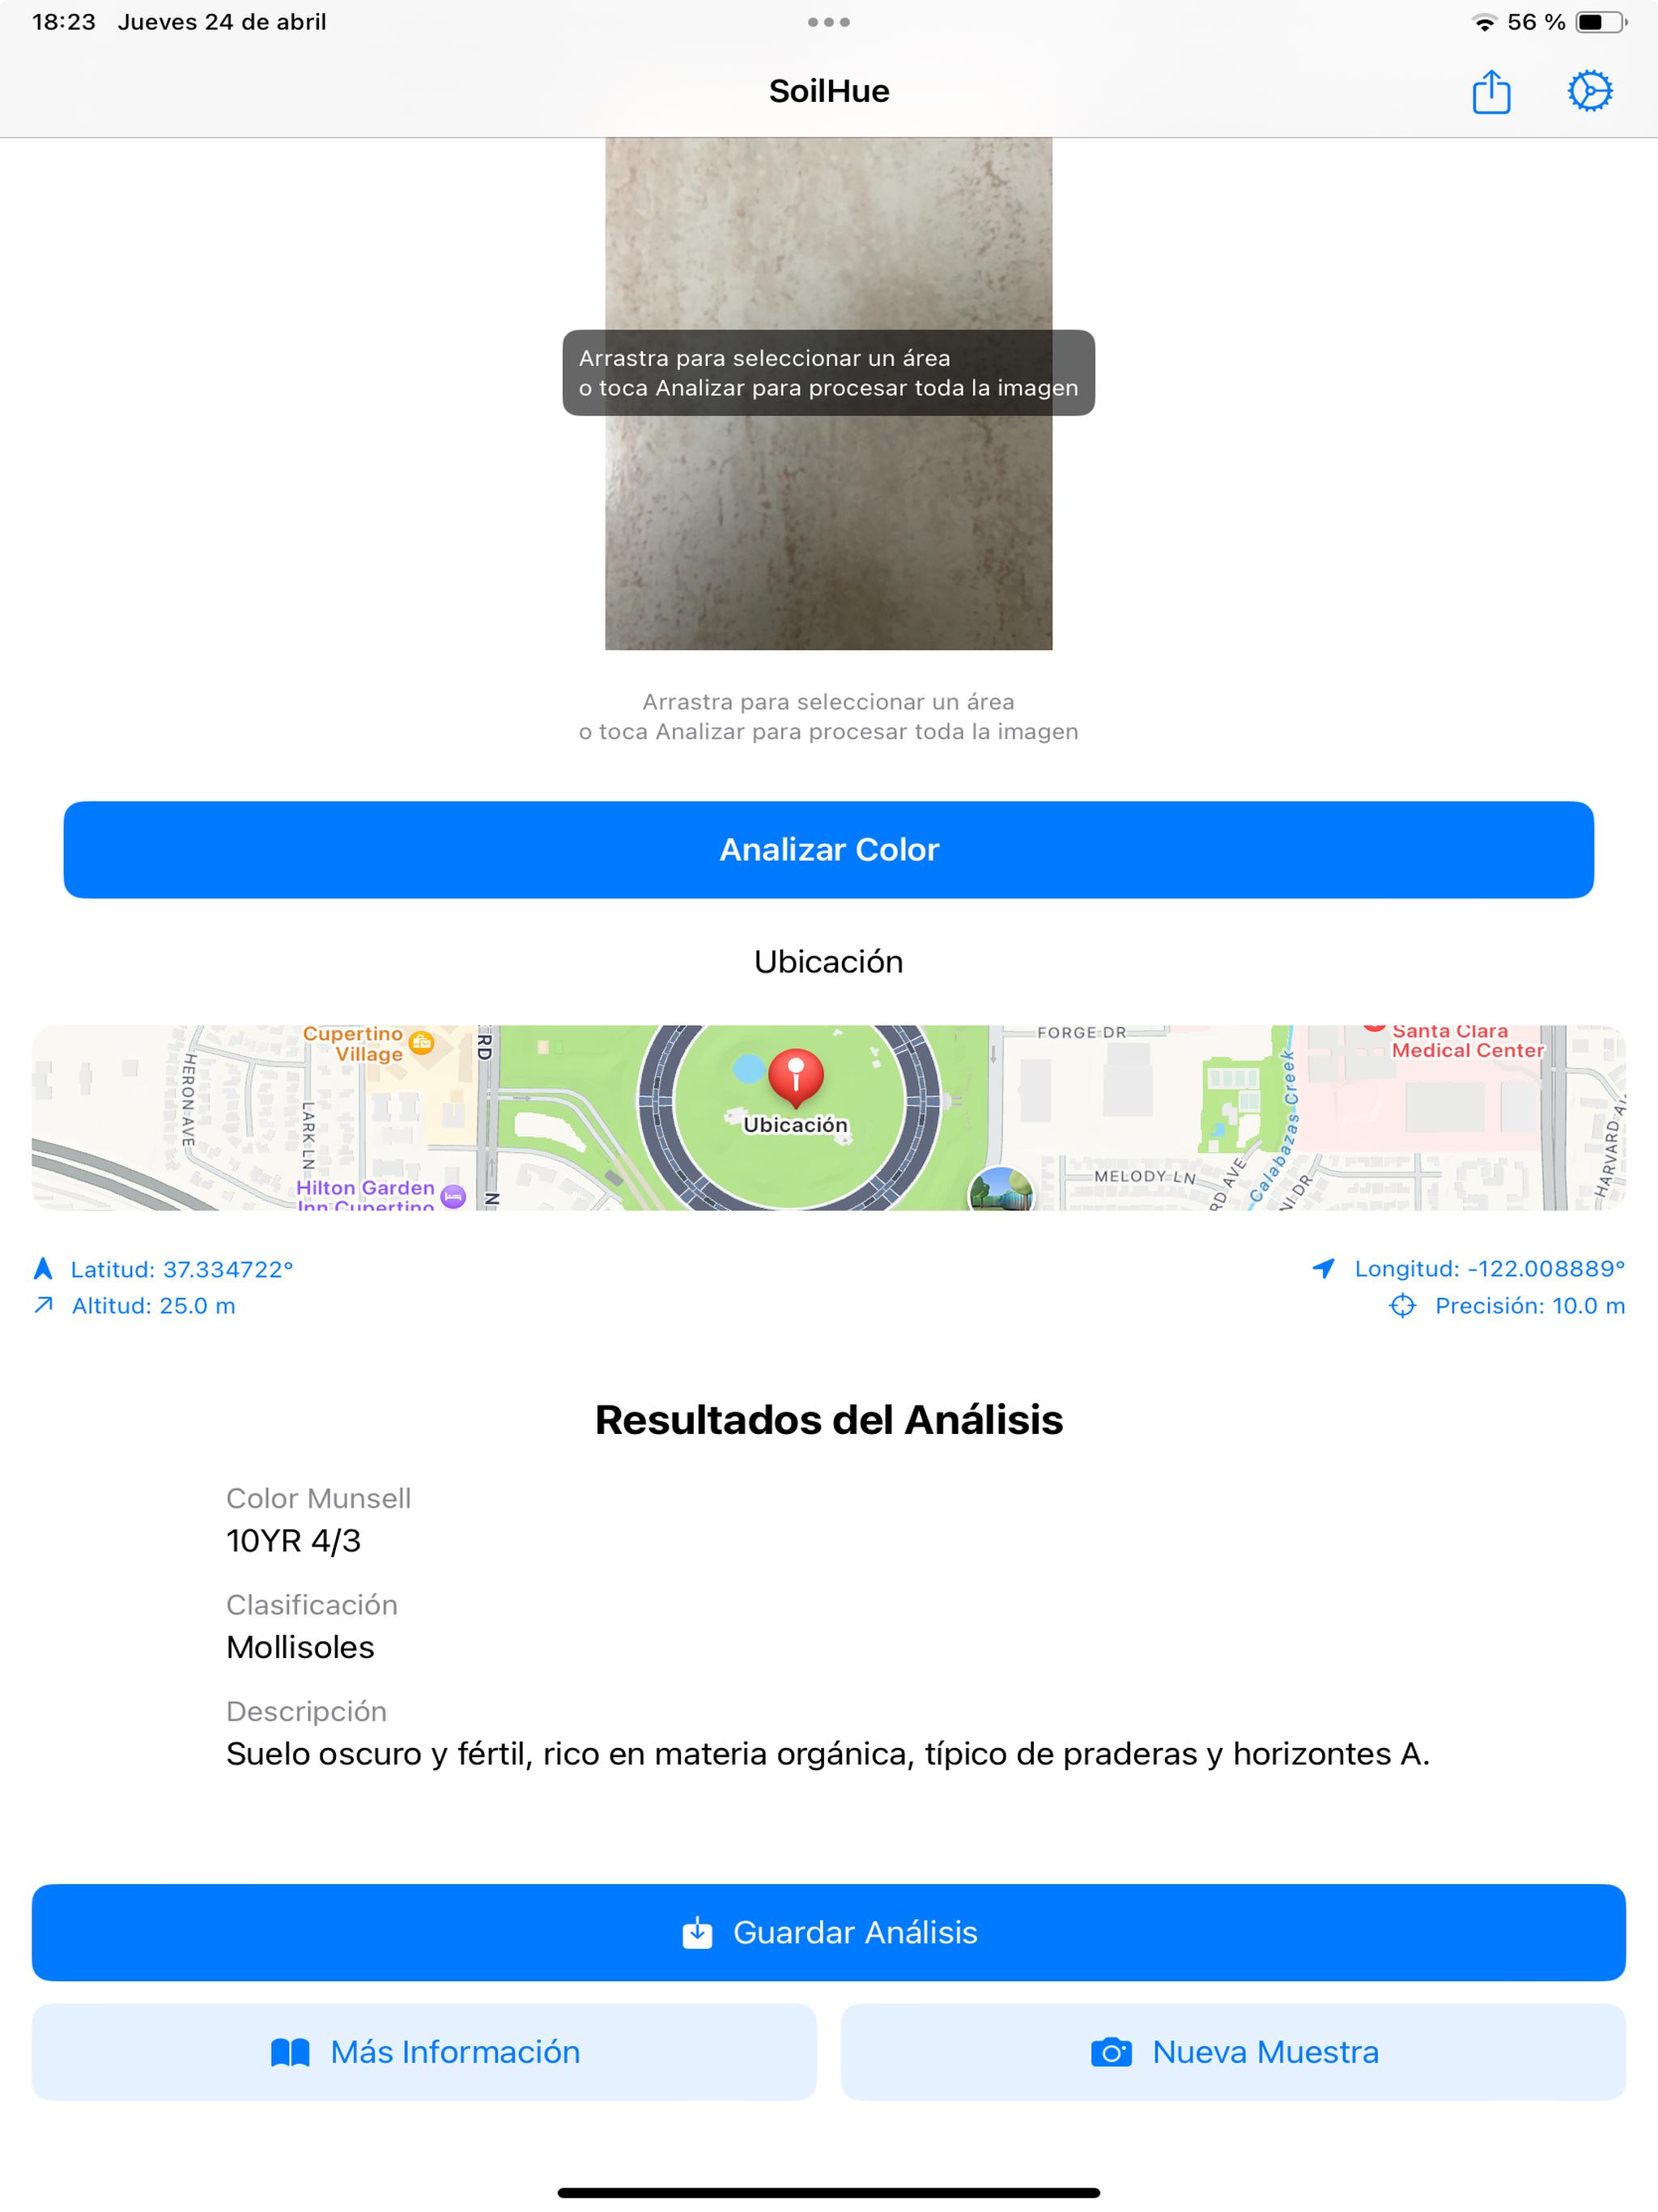 18:23 Jueves 24 de abril
56 %
SoilHue
Arrastra para seleccionar un área
o toca Analizar para procesar toda la imagen
Arrastra para seleccionar un área
o toca Analizar para procesar toda la imagen
Analizar Color
Ubicación
Cupertino
Village
HERON AVE
LARK LN
RD
N
Hilton Garden
Inn Cupertino
Ubicación
FORGE DR
MELODY LN
RD AVE
Calabazas Creek
NI DR
Santa Clara
Medical Center
HARVARD
Latitud: 37.334722°
Longitud: -122.008889°
Altitud: 25.0 m
Precisión: 10.0 m
Resultados del Análisis
Color Munsell
10YR 4/3
Clasificación
Mollisoles
Descripción
Suelo oscuro y fértil, rico en materia orgánica, típico de praderas y horizontes A.
Guardar Análisis
Más Información
Nueva Muestra